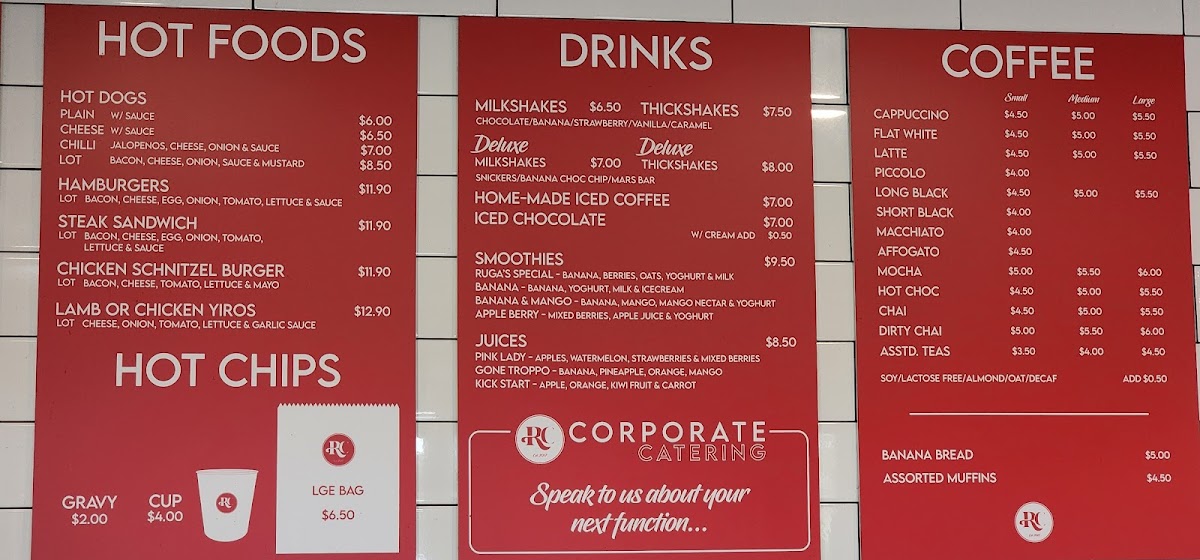 HOT FOODS
HOT DOGS
PLAIN W/ SAUCE $6.00
CHEESE W/ SAUCE $6.50
CHILLI JALOPENOS, CHEESE, ONION & SAUCE $7.00
LOT BACON, CHEESE, ONION, SAUCE & MUSTARD $8.50
HAMBURGERS $11.90
LOT BACON, CHEESE, EGG, ONION, TOMATO, LETTUCE & SAUCE
STEAK SANDWICH $11.90
LOT BACON, CHEESE, EGG, ONION, TOMATO,
LETTUCE & SAUCE
CHICKEN SCHNITZEL BURGER $11.90
LOT BACON, CHEESE, TOMATO, LETTUCE & MAYO
LAMB OR CHICKEN YIROS $12.90
LOT CHEESE, ONION, TOMATO, LETTUCE & GARLIC SAUCE
HOT CHIPS
GRAVY
$2.00
CUP
$4.00
RC
RC
LGE BAG
$6.50
DRINKS
MILKSHAKES $6.50 THICKSHAKES $7.50
CHOCOLATE/BANANA/STRAWBERRY/VANILLA/CARAMEL
Deluxe Deluxe
MILKSHAKES $7.00 THICKSHAKES $8.00
SNICKERS/BANANA CHOC CHIP/MARS BAR
HOME-MADE ICED COFFEE $7.00
ICED CHOCOLATE $7.00
W/ CREAM ADD $0.50
SMOOTHIES $9.50
RUGA'S SPECIAL - BANANA, BERRIES, OATS, YOGHURT & MILK
BANANA - BANANA, YOGHURT, MILK & ICECREAM
BANANA & MANGO - BANANA, MANGO, MANGO NECTAR & YOGHURT
APPLE BERRY - MIXED BERRIES, APPLE JUICE & YOGHURT
JUICES $8.50
PINK LADY - APPLES, WATERMELON, STRAWBERRIES & MIXED BERRIES
GONE TROPPO - BANANA, PINEAPPLE, ORANGE, MANGO
KICK START - APPLE, ORANGE, KIWI FRUIT & CARROT
RC
CORPORATE
CATERING
Speak to us about your
next function...
COFFEE
Small Medium Large
CAPPUCCINO $4.50 $5.00 $5.50
FLAT WHITE $4.50 $5.00 $5.50
LATTE $4.50 $5.00 $5.50
PICCOLO $4.00
LONG BLACK $4.50 $5.00 $5.50
SHORT BLACK $4.00
MACCHIATO $4.00
AFFOGATO $4.50
MOCHA $5.00 $5.50 $6.00
HOT CHOC $4.50 $5.00 $5.50
CHAI $4.50 $5.00 $5.50
DIRTY CHAI $5.00 $5.50 $6.00
ASSTD. TEAS $3.50 $4.00 $4.50
SOY/LACTOSE FREE/ALMOND/OAT/DECAF ADD $0.50
BANANA BREAD $5.00
ASSORTED MUFFINS $4.50
RC